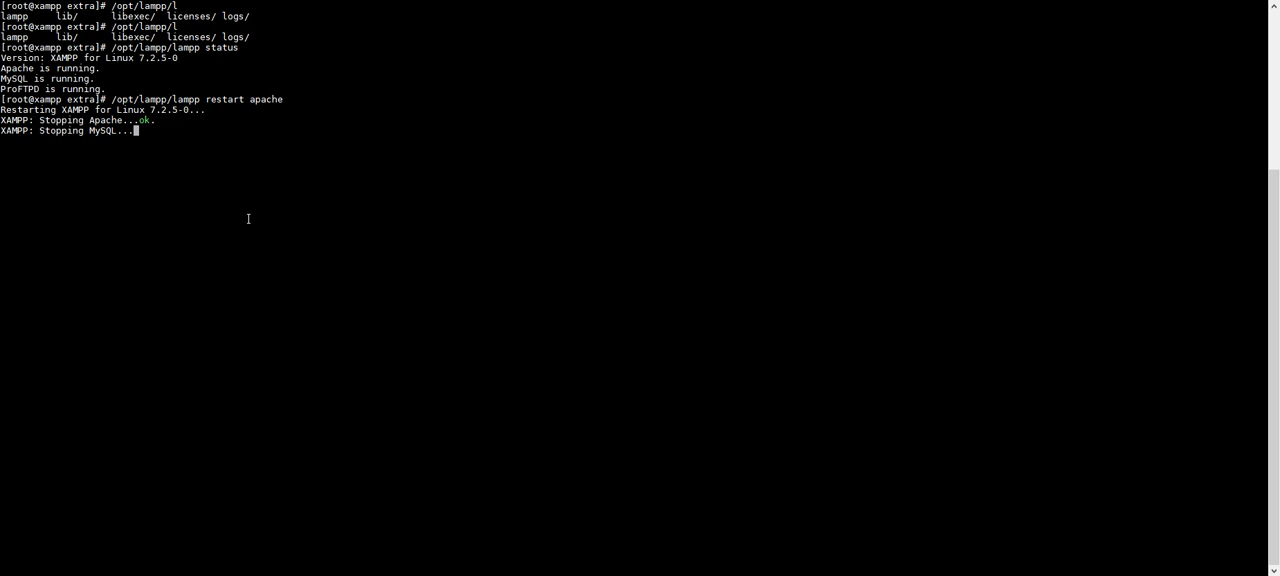 [root@xampp extra]# /opt/lampp/l
lampp     lib/      libexec/  licenses/ logs/
[root@xampp extra]# /opt/lampp/l
lampp     lib/      libexec/  licenses/ logs/
[root@xampp extra]# /opt/lampp/lampp status
Version: XAMPP for Linux 7.2.5-0
Apache is running.
MySQL is running.
ProFTPD is running.
[root@xampp extra]# /opt/lampp/lampp restart apache
Restarting XAMPP for Linux 7.2.5-0...
XAMPP: Stopping Apache...ok.
XAMPP: Stopping MySQL...